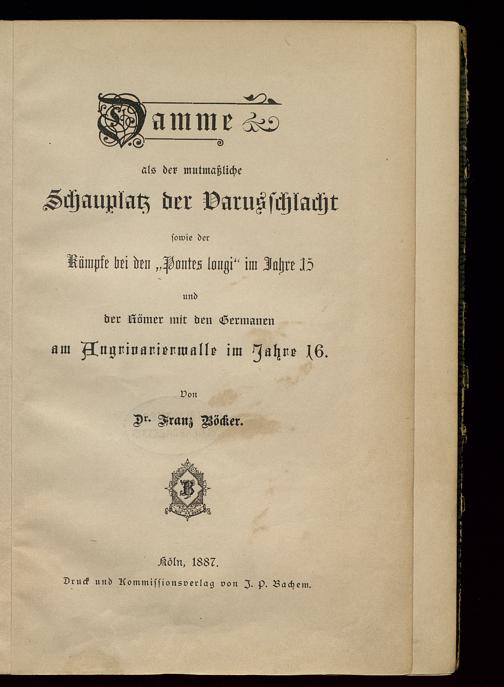 Damme
als der mutmaßliche
Schauplatz der Varusschlacht
sowie der
Kämpfe bei den „Pontes longi“ im Jahre 15
und
der Römer mit den Germanen
am Angrivarierwalle im Jahre 16.
Von
Dr. Franz Böcker.
B
Köln, 1887.
Druck und Kommissionsverlag von J. P. Bachem.